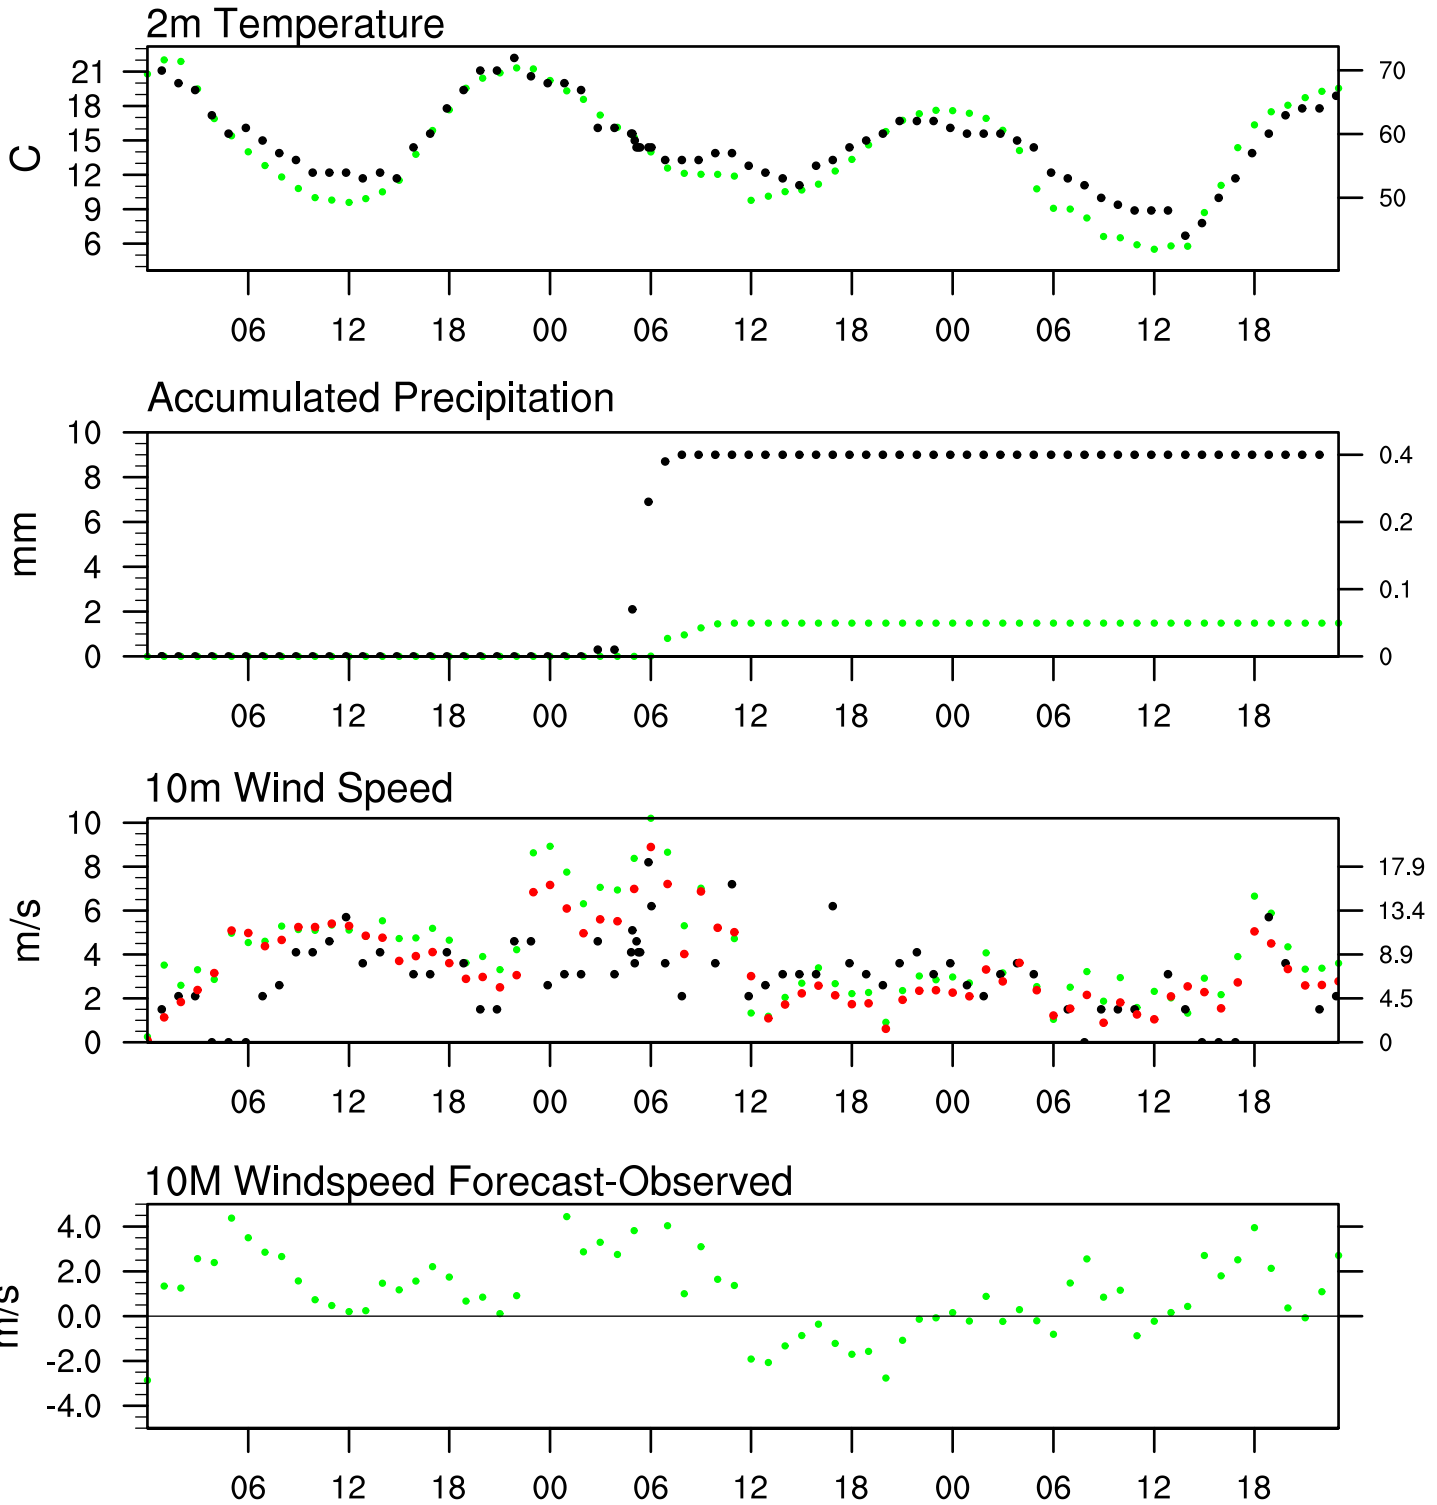 2m Temperature
21 70
18
15 60
C
12
9 50
6
06 12 18 00 06 12 18 00 06 12 18
Accumulated Precipitation
10
0.4
8
6 0.2
mm
4
0.1
2
0 0
06 12 18 00 06 12 18 00 06 12 18
10m Wind Speed
10
8 17.9
6 13.4
m/s
4 8.9
2 4.5
0 0
06 12 18 00 06 12 18 00 06 12 18
10M Windspeed Forecast-Observed
4.0
2.0
m/s
0.0
-2.0
-4.0
06 12 18 00 06 12 18 00 06 12 18